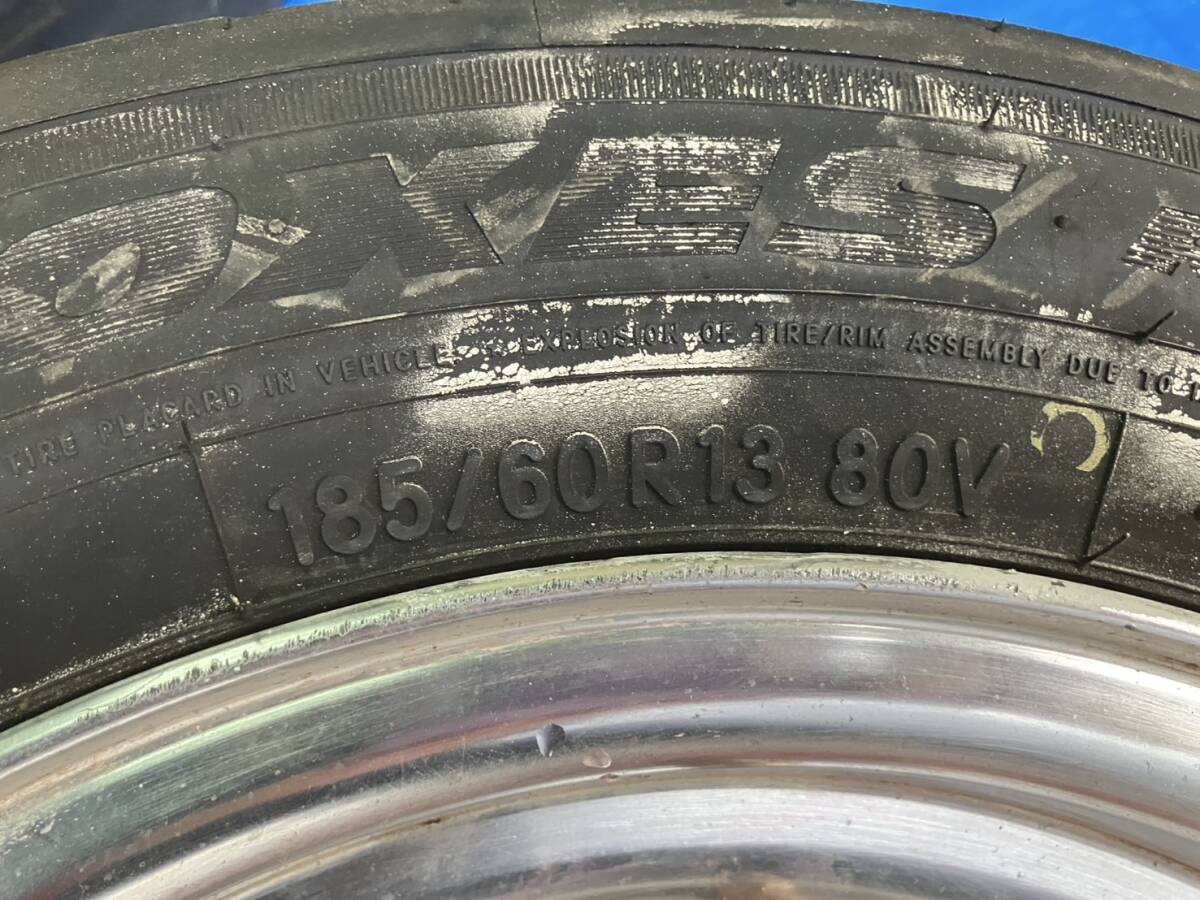 OXES R
TIRE PLACARD IN VEHICLE EXPLOSION OF TIRE/RIM ASSEMBLY DUE TO
185/60R13 80V